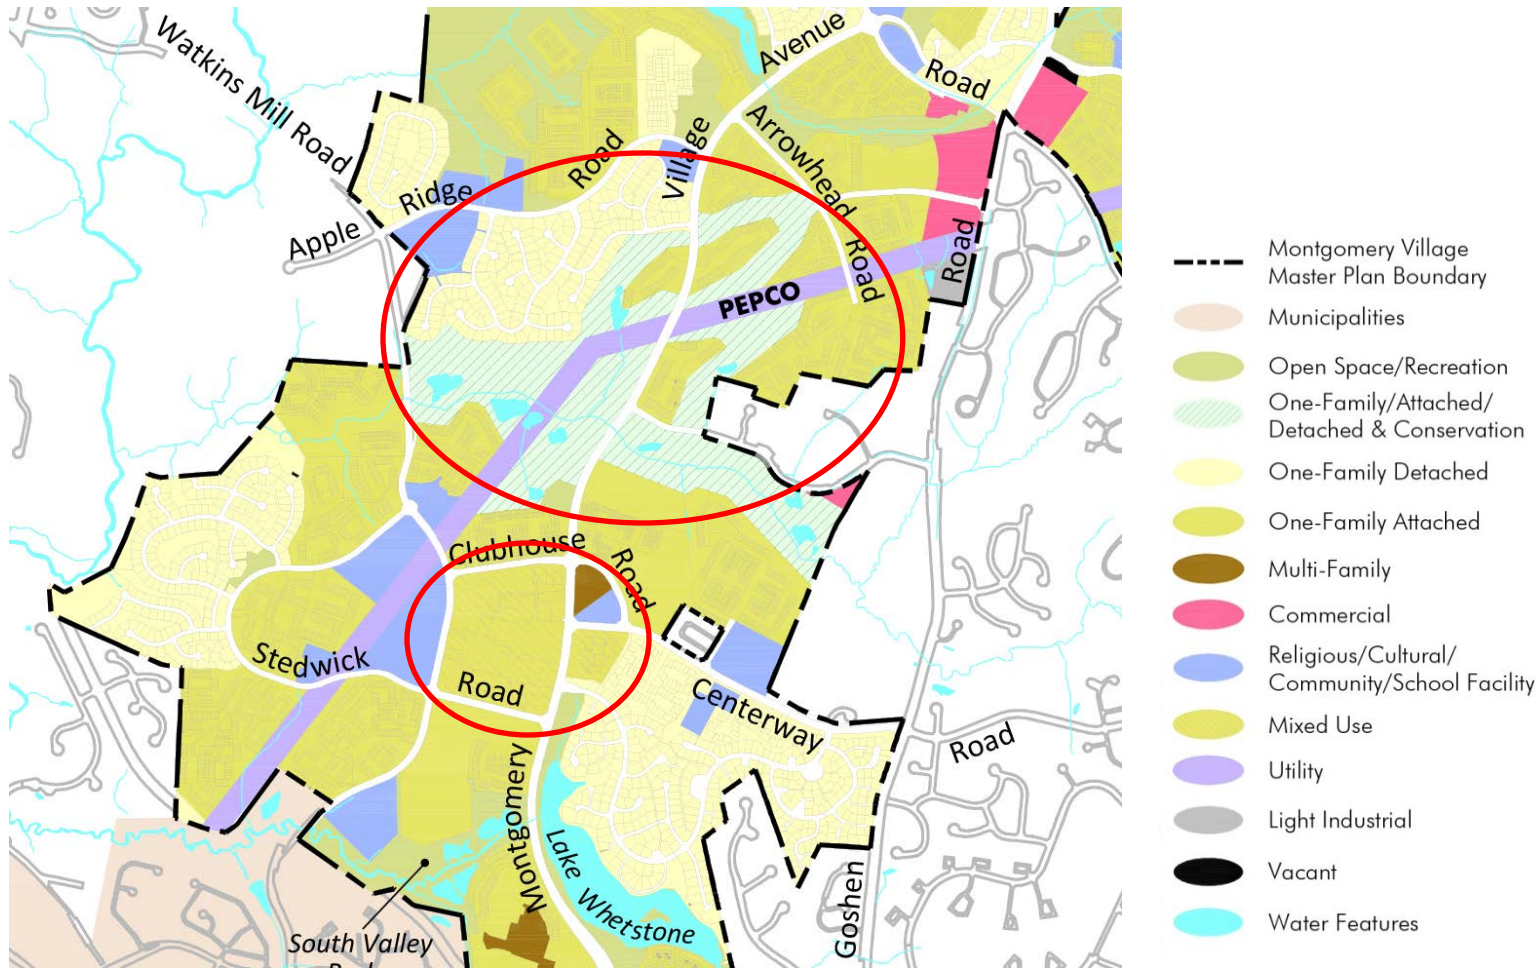 Watkins Mill Road
Avenue
Road
Arrowhead
Road
Village
Road
Ridge
Apple
Road
PEPCO
Clubhouse
Road
Stedwick
Road
Centerway
Road
Montgomery
Lake Whetstone
Goshen
South Valley
Montgomery Village
Master Plan Boundary
Municipalities
Open Space/Recreation
One-Family/Attached/
Detached & Conservation
One-Family Detached
One-Family Attached
Multi-Family
Commercial
Religious/Cultural/
Community/School Facility
Mixed Use
Utility
Light Industrial
Vacant
Water Features